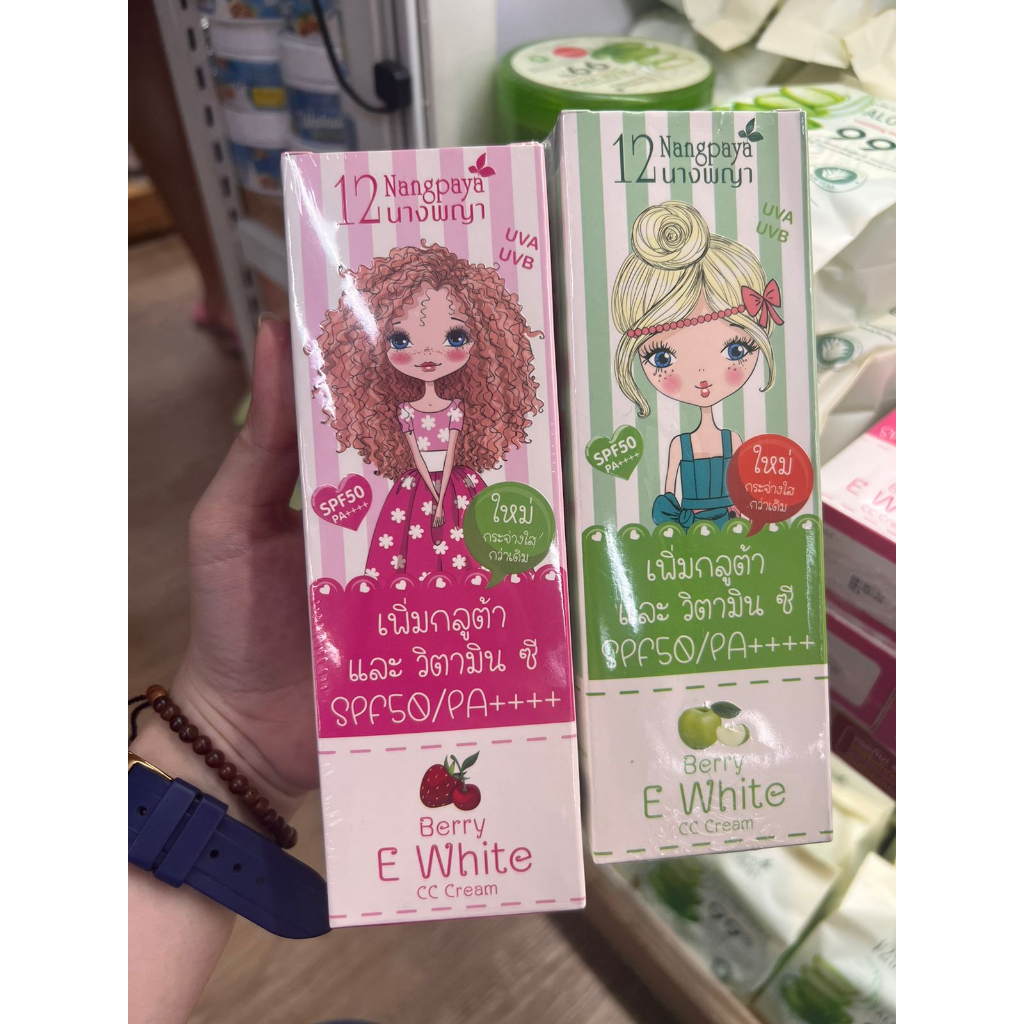 12 Nangpaya
นางพญา
UVA
UVB
SPF50
PA++++
ใหม่
กระจ่างใส
กว่าเดิม
เพิ่มกลูต้า
และ วิตามิน ซี
SPF50/PA++++
Berry
E White
CC Cream
12 Nangpaya
นางพญา
UVA
UVB
SPF50
PA++++
ใหม่
กระจ่างใส
กว่าเดิม
เพิ่มกลูต้า
และ วิตามิน ซี
SPF50/PA++++
Berry
E White
CC Cream
99
E White
CC Cream